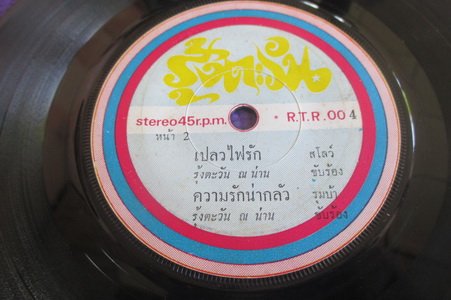 รุ้งตะวัน
stereo45r.p.m. • R.T.R.004
หน้า 2
เปลวไฟรัก สโลว์
รุ้งตะวัน ณ น่าน ขับร้อง
ความรักน่ากลัว รุมบ้า
รุ้งตะวัน ณ น่าน ขับร้อง